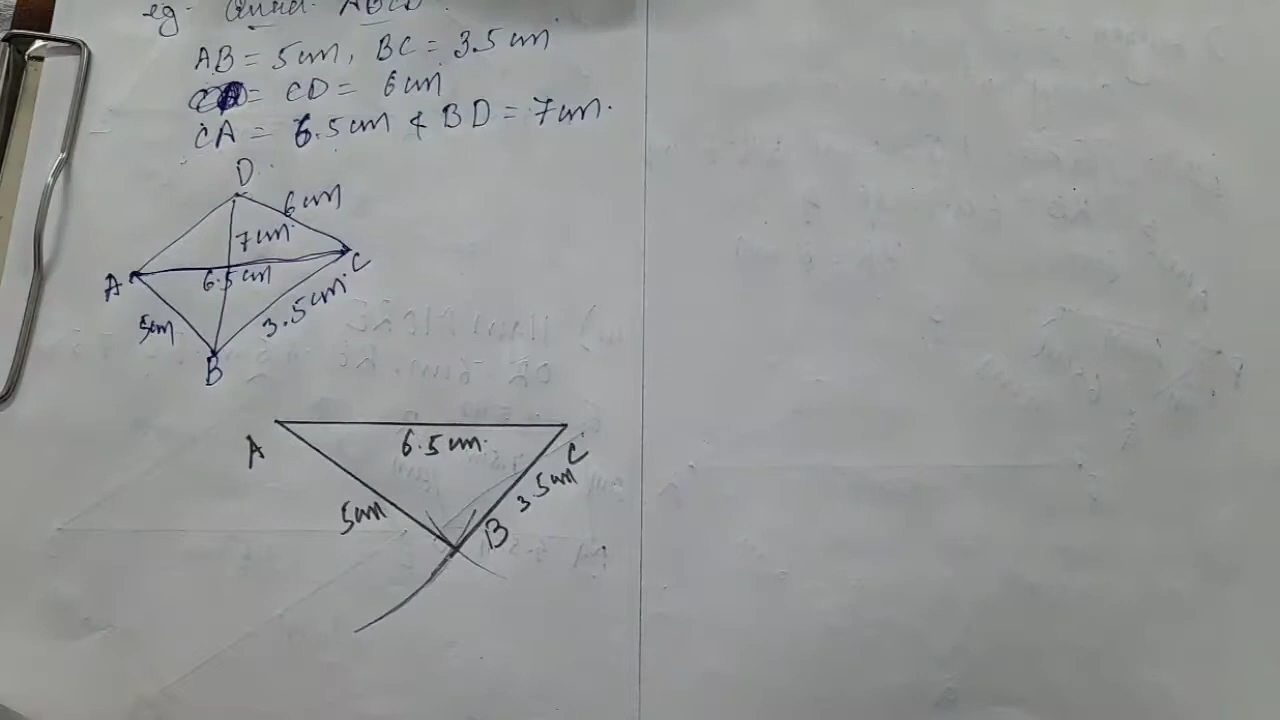 eg. Quad. ABCD.
AB = 5cm, BC = 3.5cm
= CD = 6cm
CA = 6.5cm & BD = 7cm.
D
6cm
7cm
A
6.5cm
C
5cm
3.5cm
B
A
6.5cm
C
5cm
3.5cm
B